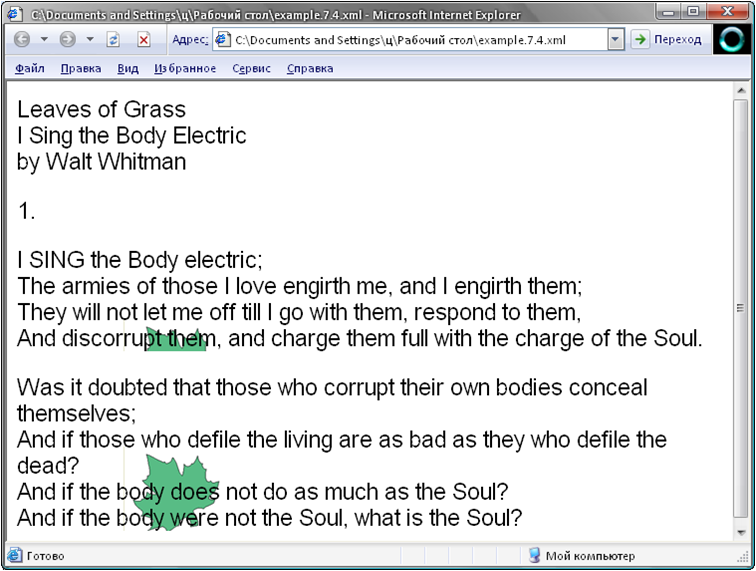 C:\Documents and Settings\ц\Рабочий стол\example.7.4.xml - Microsoft Internet Explorer
Адрес: C:\Documents and Settings\ц\Рабочий стол\example.7.4.xml Переход
Файл Правка Вид Избранное Сервис Справка
Leaves of Grass
I Sing the Body Electric
by Walt Whitman
1.
I SING the Body electric;
The armies of those I love engirth me, and I engirth them;
They will not let me off till I go with them, respond to them,
And discorrupt them, and charge them full with the charge of the Soul.
Was it doubted that those who corrupt their own bodies conceal
themselves;
And if those who defile the living are as bad as they who defile the
dead?
And if the body does not do as much as the Soul?
And if the body were not the Soul, what is the Soul?
Готово Мой компьютер